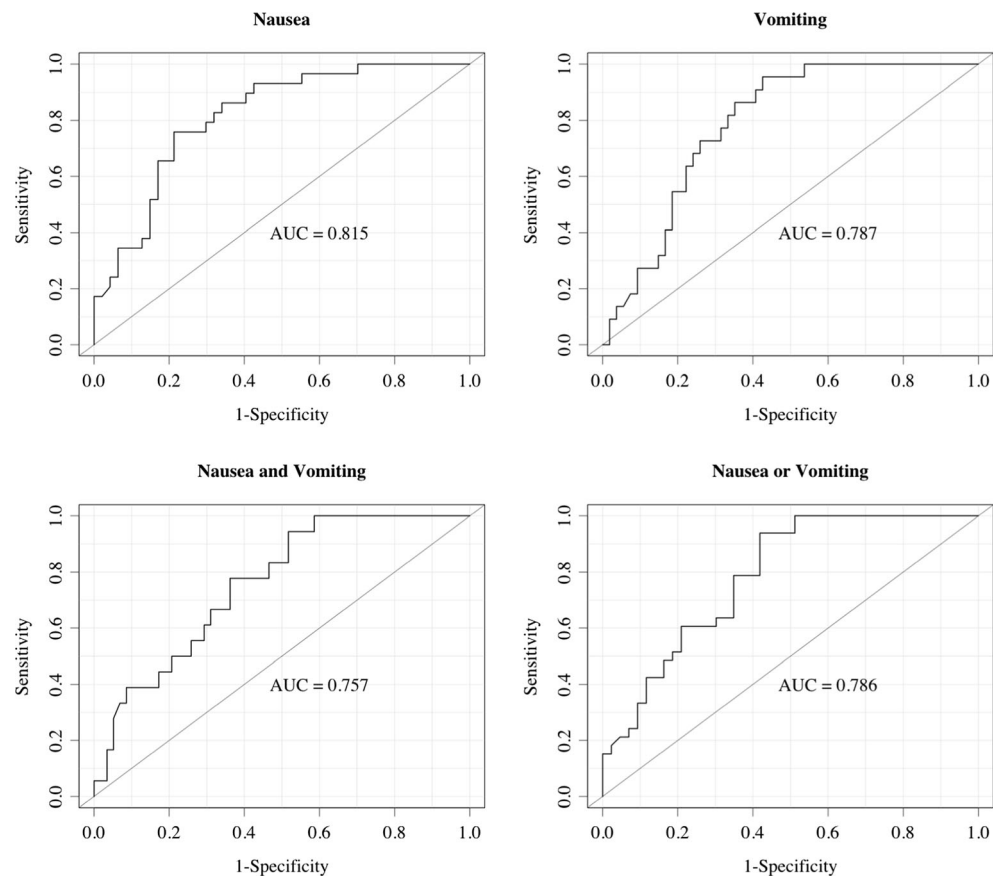 Nausea
Sensitivity
1.0
0.8
0.6
0.4
0.2
0.0
AUC = 0.815
0.0 0.2 0.4 0.6 0.8 1.0
1-Specificity
Vomiting
Sensitivity
1.0
0.8
0.6
0.4
0.2
0.0
AUC = 0.787
0.0 0.2 0.4 0.6 0.8 1.0
1-Specificity
Nausea and Vomiting
Sensitivity
1.0
0.8
0.6
0.4
0.2
0.0
AUC = 0.757
0.0 0.2 0.4 0.6 0.8 1.0
1-Specificity
Nausea or Vomiting
Sensitivity
1.0
0.8
0.6
0.4
0.2
0.0
AUC = 0.786
0.0 0.2 0.4 0.6 0.8 1.0
1-Specificity